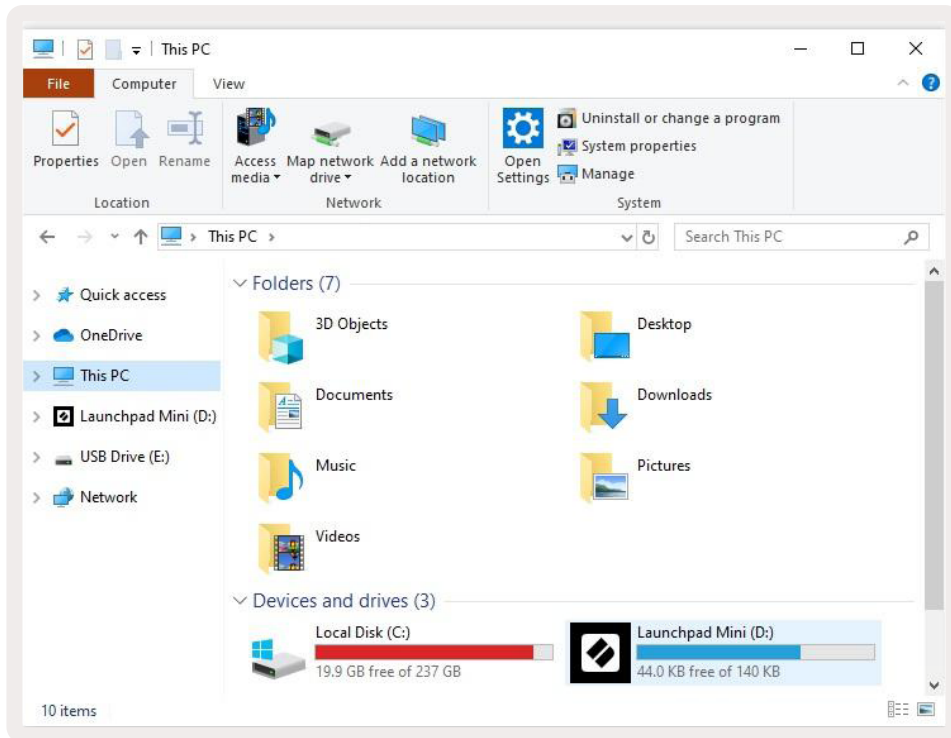 This PC
File Computer View
Properties Open Rename
Access media
Map network drive
Add a network location
Open Settings
Uninstall or change a program
System properties
Manage
Location Network System
This PC
Search This PC
Quick access
OneDrive
This PC
Launchpad Mini (D:)
USB Drive (E:)
Network
Folders (7)
3D Objects
Desktop
Documents
Downloads
Music
Pictures
Videos
Devices and drives (3)
Local Disk (C:)
19.9 GB free of 237 GB
Launchpad Mini (D:)
44.0 KB free of 140 KB
10 items